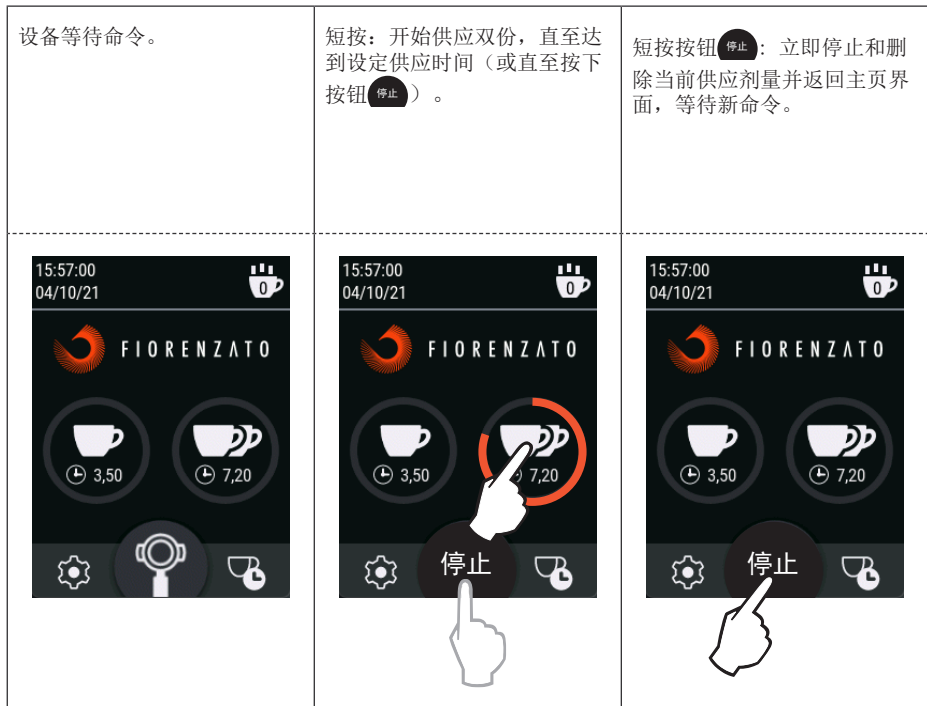 设备等待命令。
短按：开始供应双份，直至达
到设定供应时间（或直至按下
按钮停止）。
短按按钮停止：立即停止和删
除当前供应剂量并返回主页界
面，等待新命令。
15:57:00
04/10/21
0
FIORENZATO
3,50
7,20
15:57:00
04/10/21
0
FIORENZATO
3,50
7,20
停止
15:57:00
04/10/21
0
FIORENZATO
3,50
7,20
停止